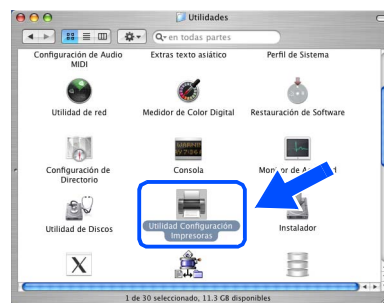 Utilidades
en todas partes
Configuración de Audio
MIDI
Extras texto asiático
Perfil de Sistema
Utilidad de red
Medidor de Color Digital
Restauración de Software
Configuración de
Directorio
Consola
Monitor de
Utilidad de Discos
Utilidad Configuración
Impresoras
Instalador
X
1 de 30 seleccionado, 11.3 GB disponibles